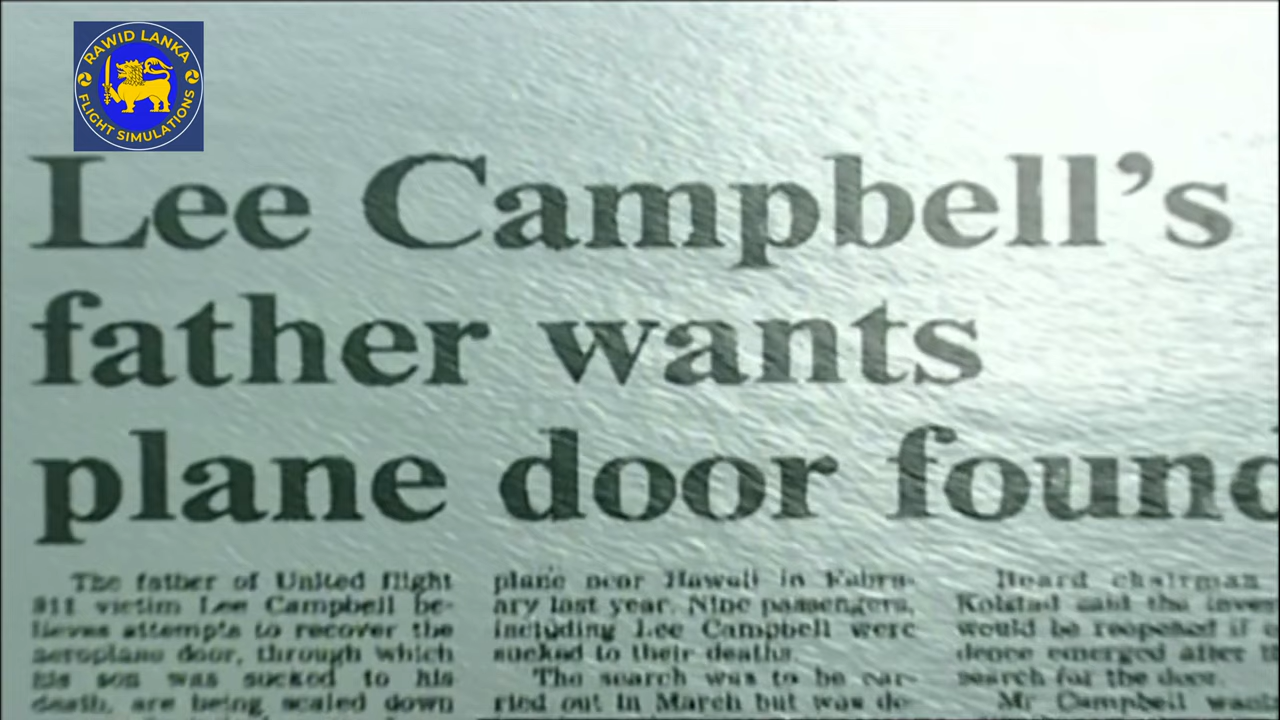 RAWID LANKA
FLIGHT SIMULATIONS
Lee Campbell's
father wants
plane door found
The father of United flight
811 victim Lee Campbell be-
lieves attempts to recover the
aeroplane door, through which
his son was sucked to his
death, are being scaled down
plane near Hawaii in Febru-
ary last year. Nine passengers,
including Lee Campbell were
sucked to their deaths.
The search was to be car-
ried out in March but was de-
Board chairman
Kolstad said the
would be reopened if
dence emerged after
search for the door.
Mr Campbell